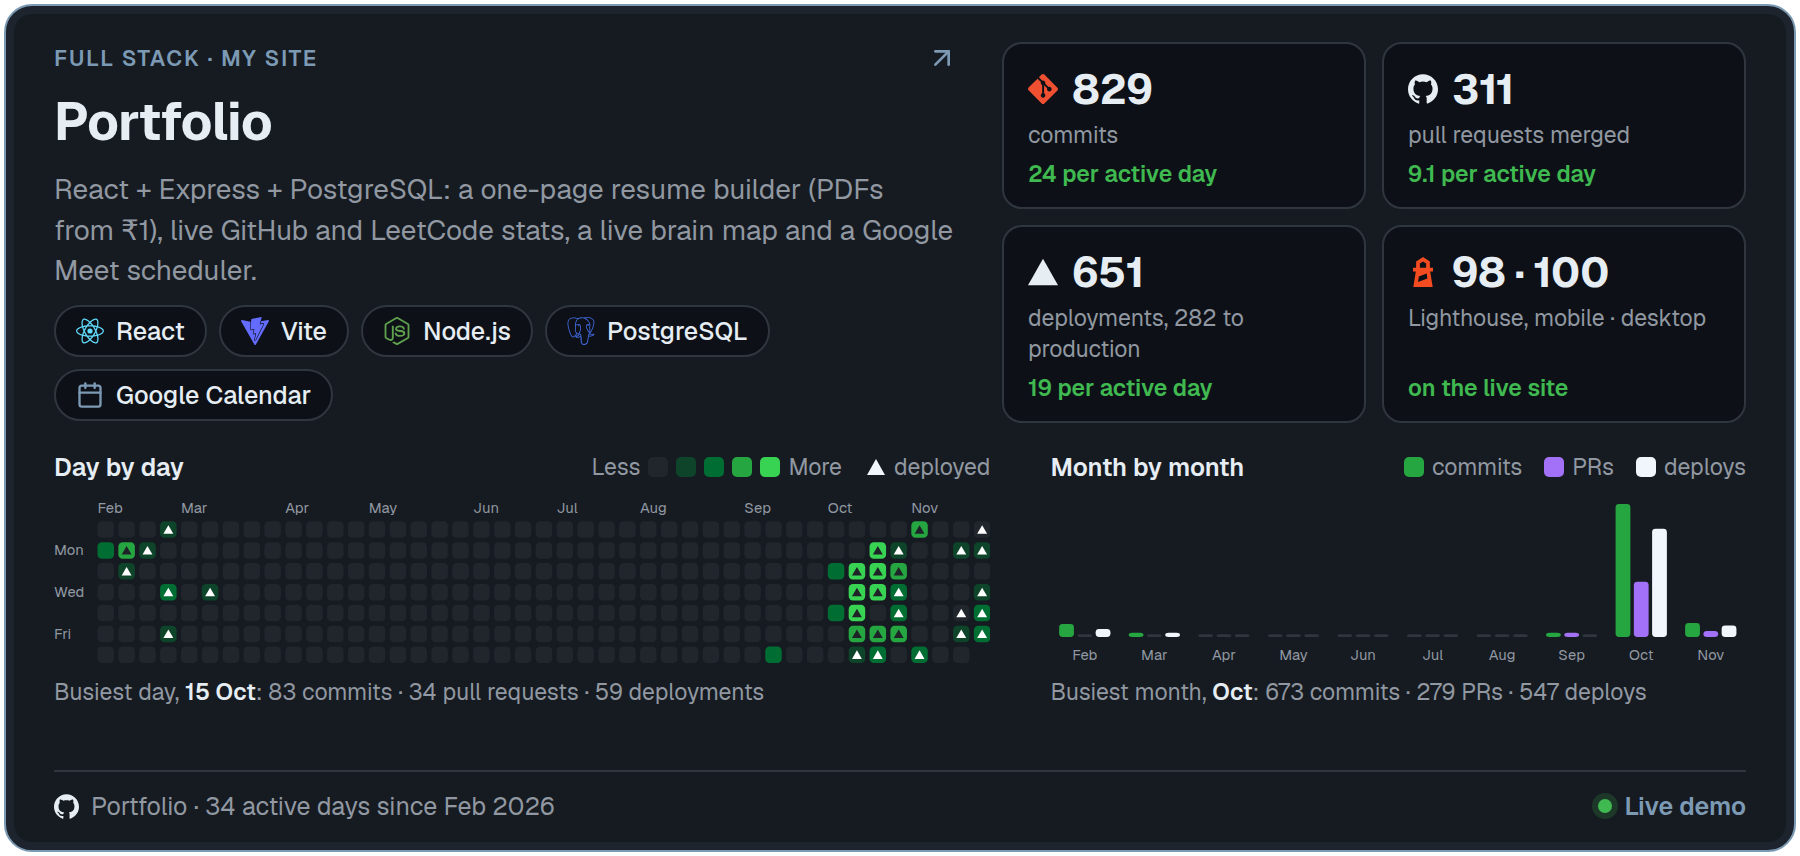 FULL STACK · MY SITE
Portfolio
React + Express + PostgreSQL: a one-page resume builder (PDFs
from ₹1), live GitHub and LeetCode stats, a live brain map and a Google
Meet scheduler.
React
Vite
Node.js
PostgreSQL
Google Calendar
829
commits
24 per active day
311
pull requests merged
9.1 per active day
651
deployments, 282 to
production
19 per active day
98 · 100
Lighthouse, mobile · desktop
on the live site
Day by day
Less
More
deployed
Feb Mar Apr May Jun Jul Aug Sep Oct Nov
Mon
Wed
Fri
Busiest day, 15 Oct: 83 commits · 34 pull requests · 59 deployments
Month by month
commits
PRs
deploys
Feb Mar Apr May Jun Jul Aug Sep Oct Nov
Busiest month, Oct: 673 commits · 279 PRs · 547 deploys
Portfolio · 34 active days since Feb 2026
Live demo